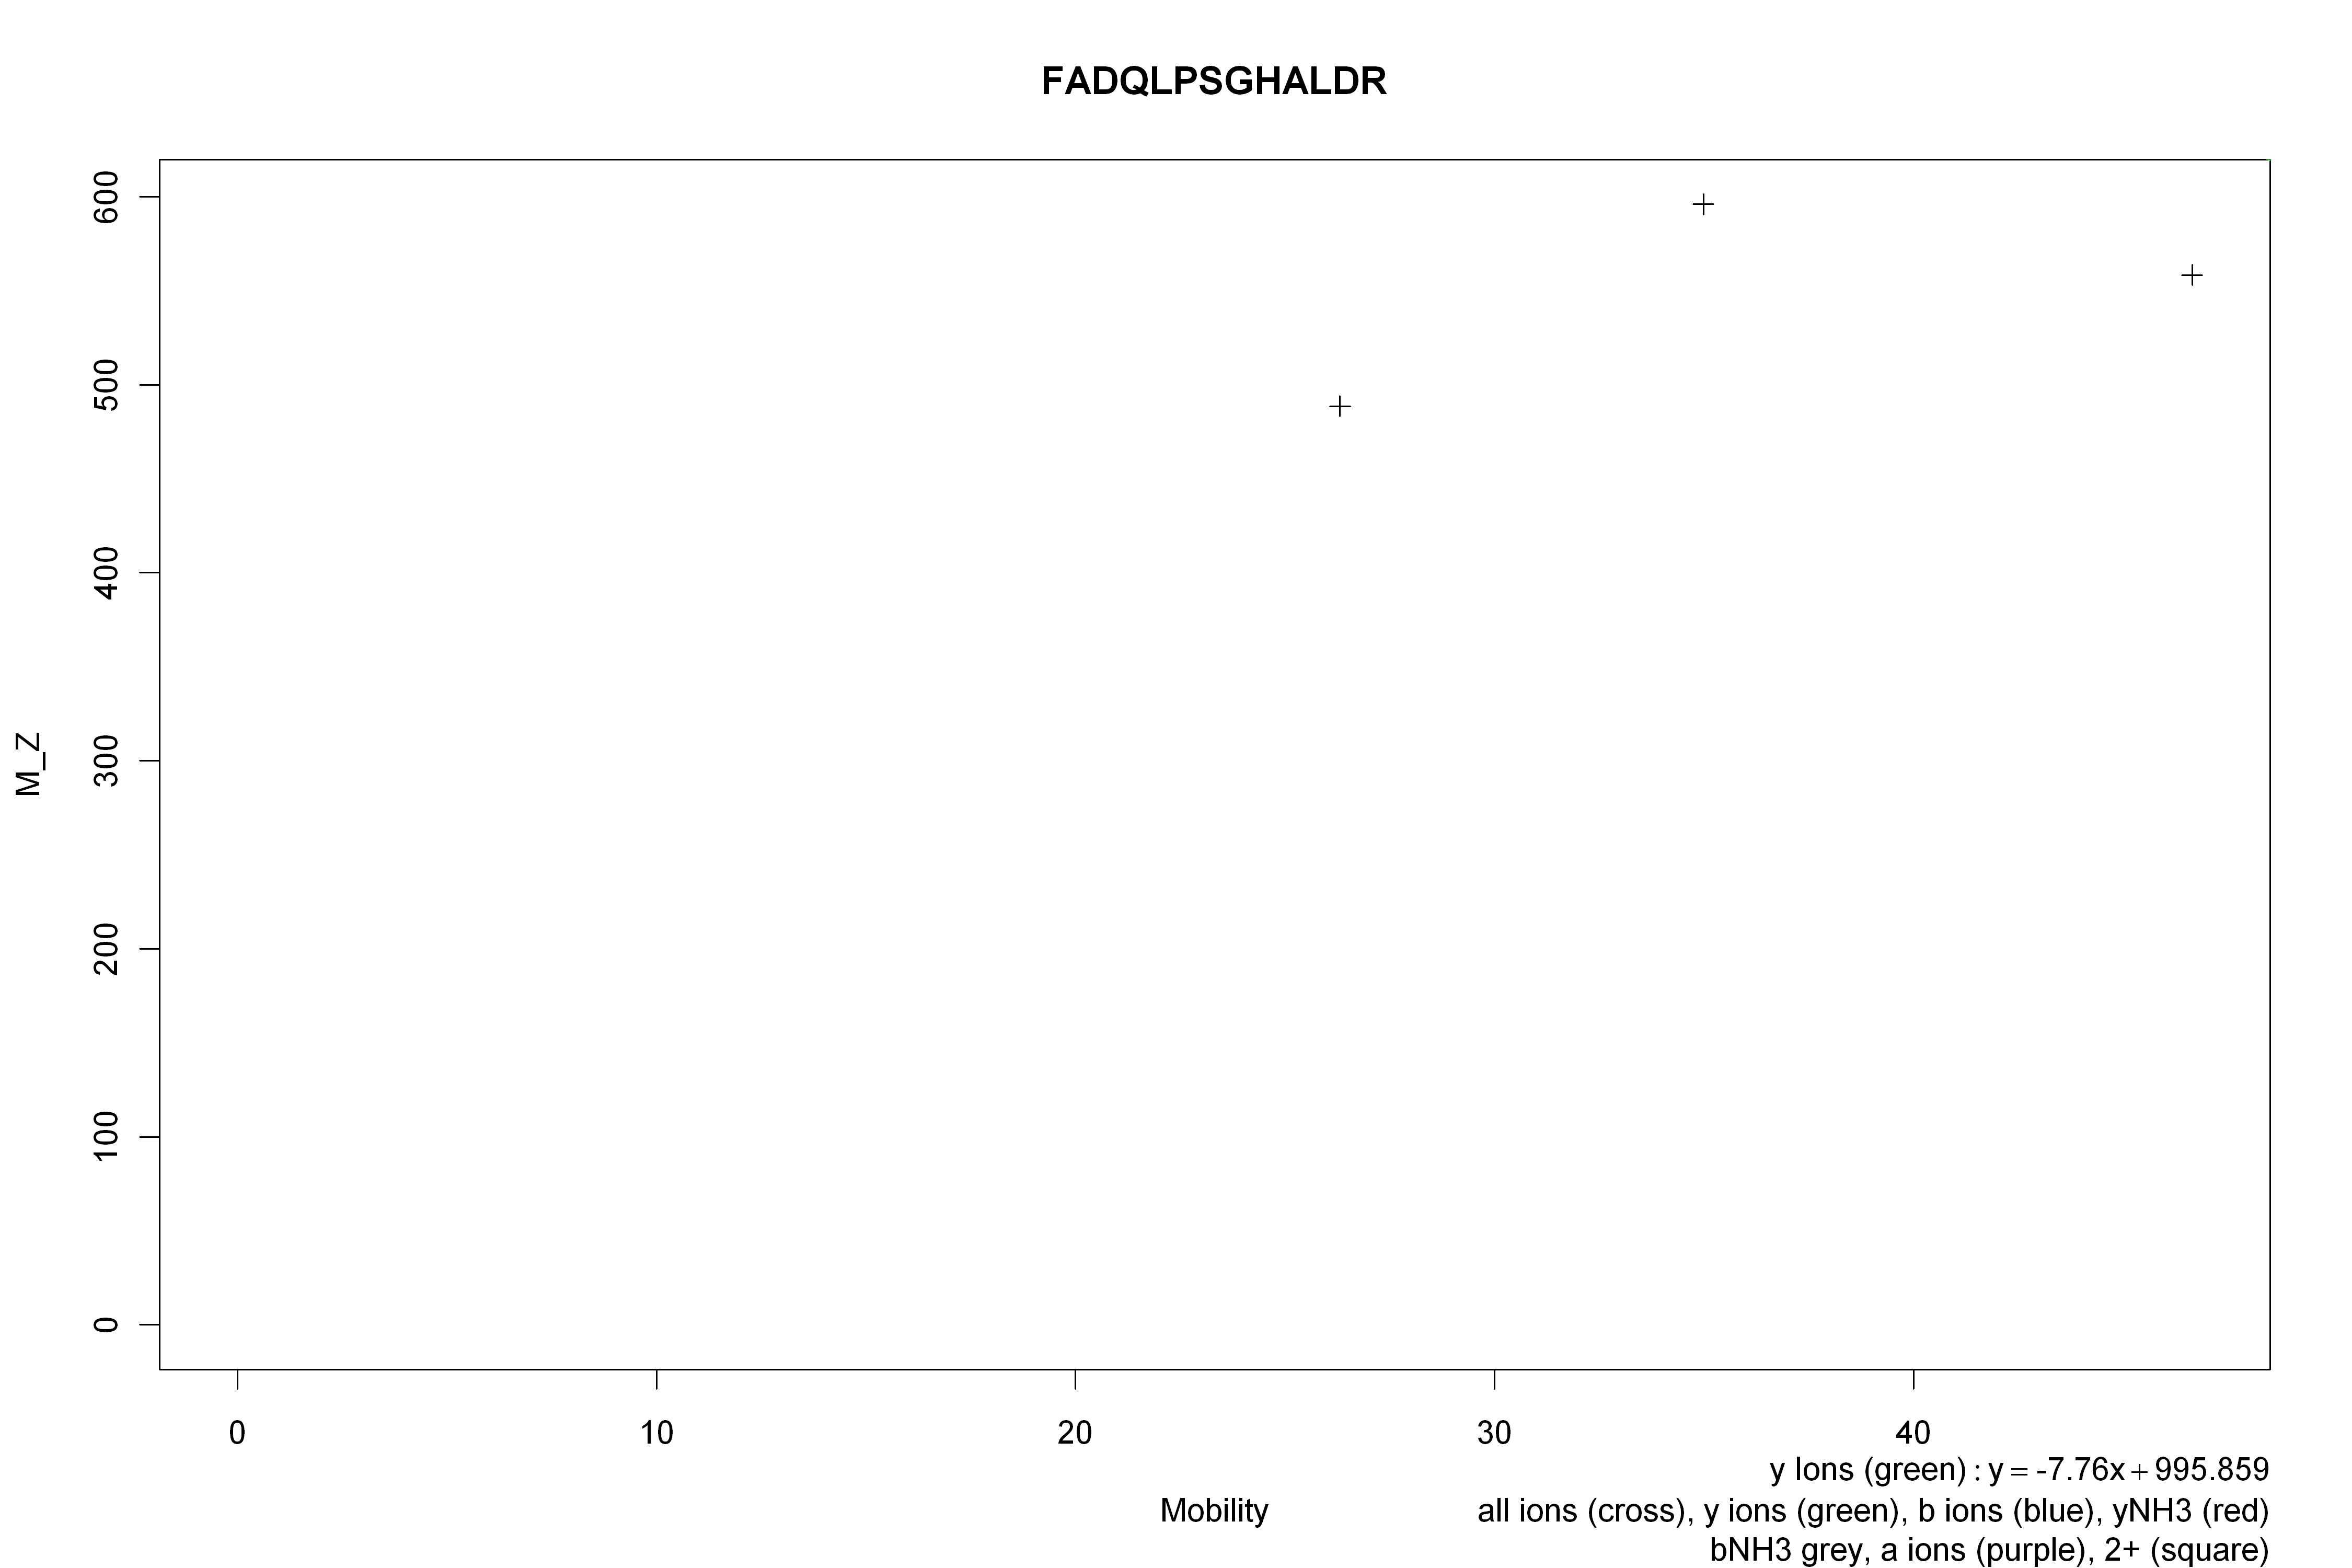 FADQLPSGHALDR
M_Z
600
500
400
300
200
100
0
0 10 20 30 40
y Ions (green) : y = -7.76x + 995.859
Mobility
all ions (cross), y ions (green), b ions (blue), yNH3 (red)
bNH3 grey, a ions (purple), 2+ (square)